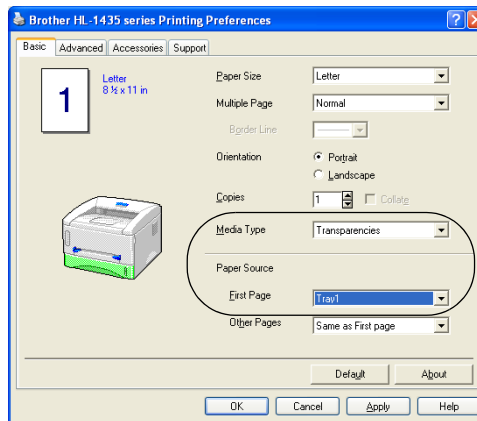 Brother HL-1435 series Printing Preferences
Basic Advanced Accessories Support
1
Letter
8 ½ x 11 in
Paper Size Letter
Multiple Page Normal
Border Line
Orientation Portrait
Landscape
Copies 1 Collate
Media Type Transparencies
Paper Source
First Page Tray1
Other Pages Same as First page
Default About
OK Cancel Apply Help